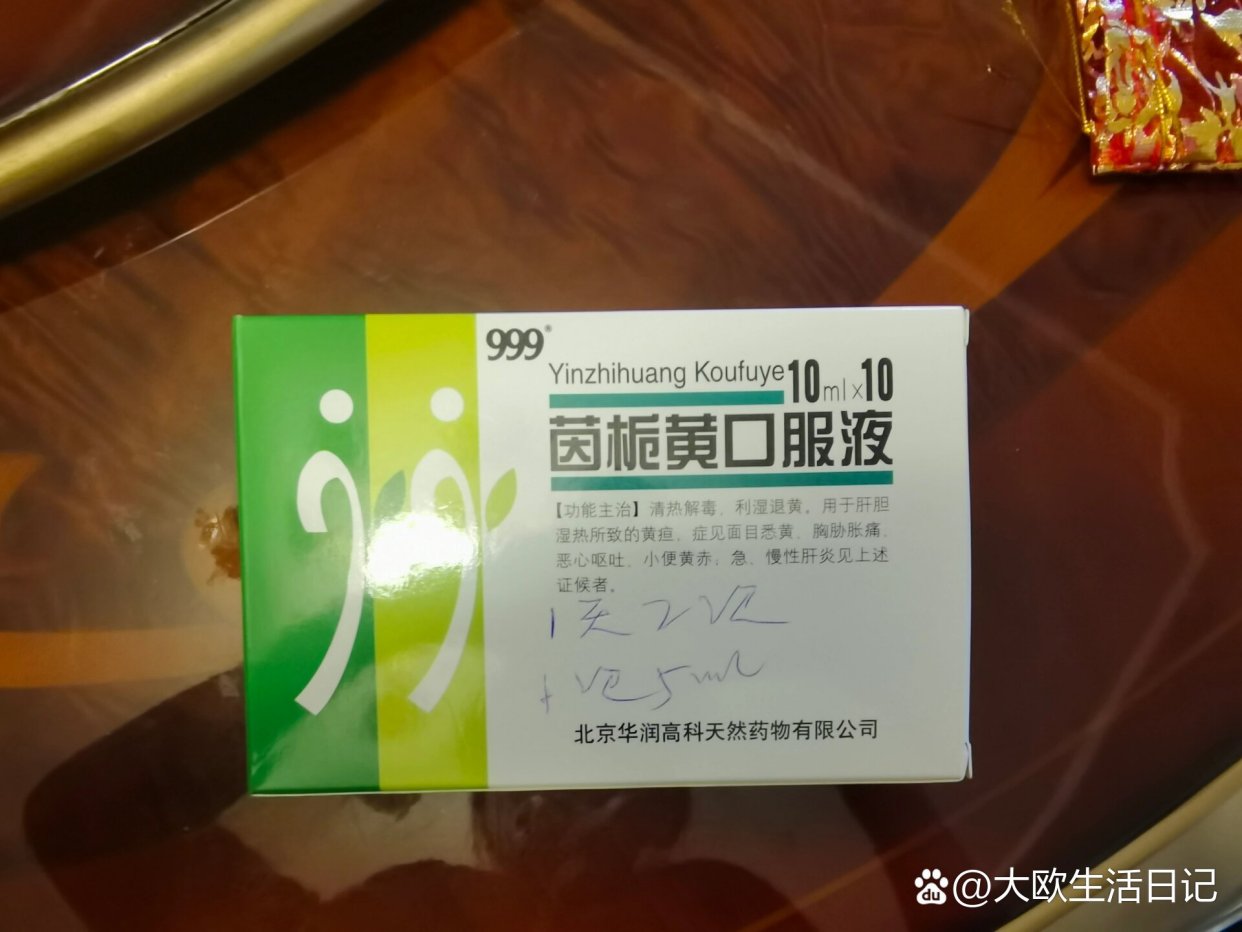 999®
Yinzhihuang Koufuye 10ml×10
茵栀黄口服液
【功能主治】清热解毒，利湿退黄。用于肝胆
湿热所致的黄疸，症见面目悉黄、胸胁胀痛、
恶心呕吐、小便黄赤；急、慢性肝炎见上述
证候者。
1天2次
1次5ml
北京华润高科天然药物有限公司
du @大欧生活日记